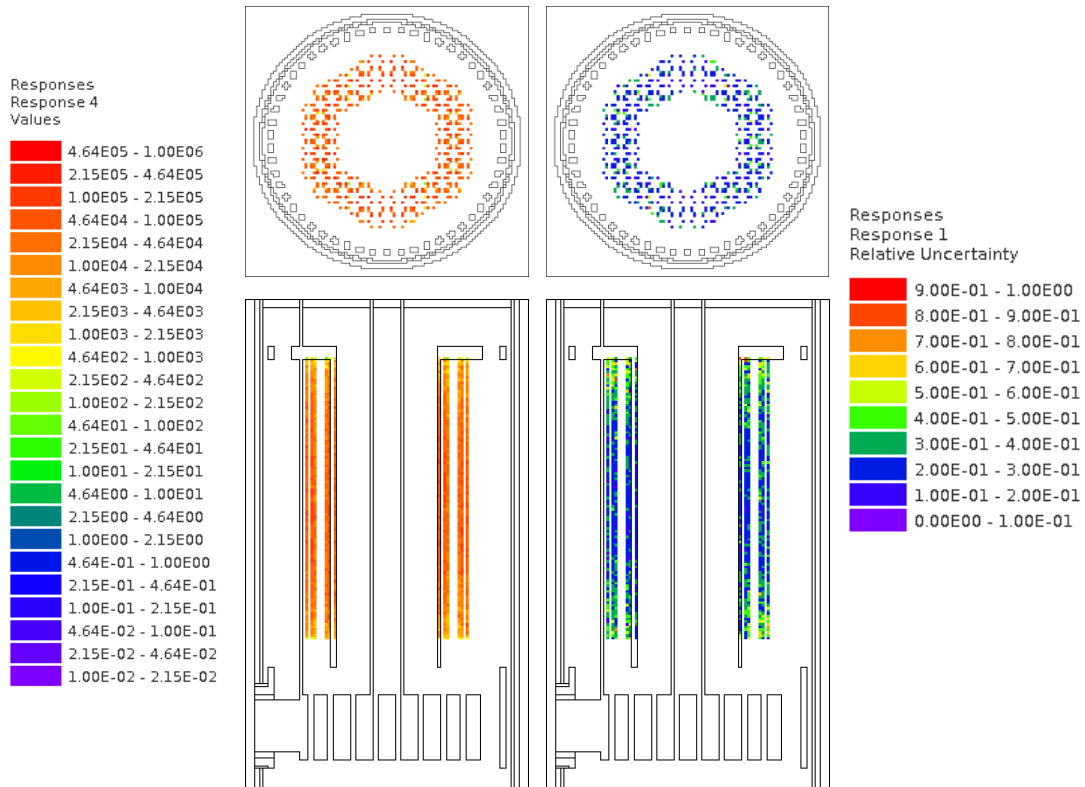 Responses
Response 4
Values
4.64E05 - 1.00E06
2.15E05 - 4.64E05
1.00E05 - 2.15E05
4.64E04 - 1.00E05
2.15E04 - 4.64E04
1.00E04 - 2.15E04
4.64E03 - 1.00E04
2.15E03 - 4.64E03
1.00E03 - 2.15E03
4.64E02 - 1.00E03
2.15E02 - 4.64E02
1.00E02 - 2.15E02
4.64E01 - 1.00E02
2.15E01 - 4.64E01
1.00E01 - 2.15E01
4.64E00 - 1.00E01
2.15E00 - 4.64E00
1.00E00 - 2.15E00
4.64E-01 - 1.00E00
2.15E-01 - 4.64E-01
1.00E-01 - 2.15E-01
4.64E-02 - 1.00E-01
2.15E-02 - 4.64E-02
1.00E-02 - 2.15E-02
Responses
Response 1
Relative Uncertainty
9.00E-01 - 1.00E00
8.00E-01 - 9.00E-01
7.00E-01 - 8.00E-01
6.00E-01 - 7.00E-01
5.00E-01 - 6.00E-01
4.00E-01 - 5.00E-01
3.00E-01 - 4.00E-01
2.00E-01 - 3.00E-01
1.00E-01 - 2.00E-01
0.00E00 - 1.00E-01